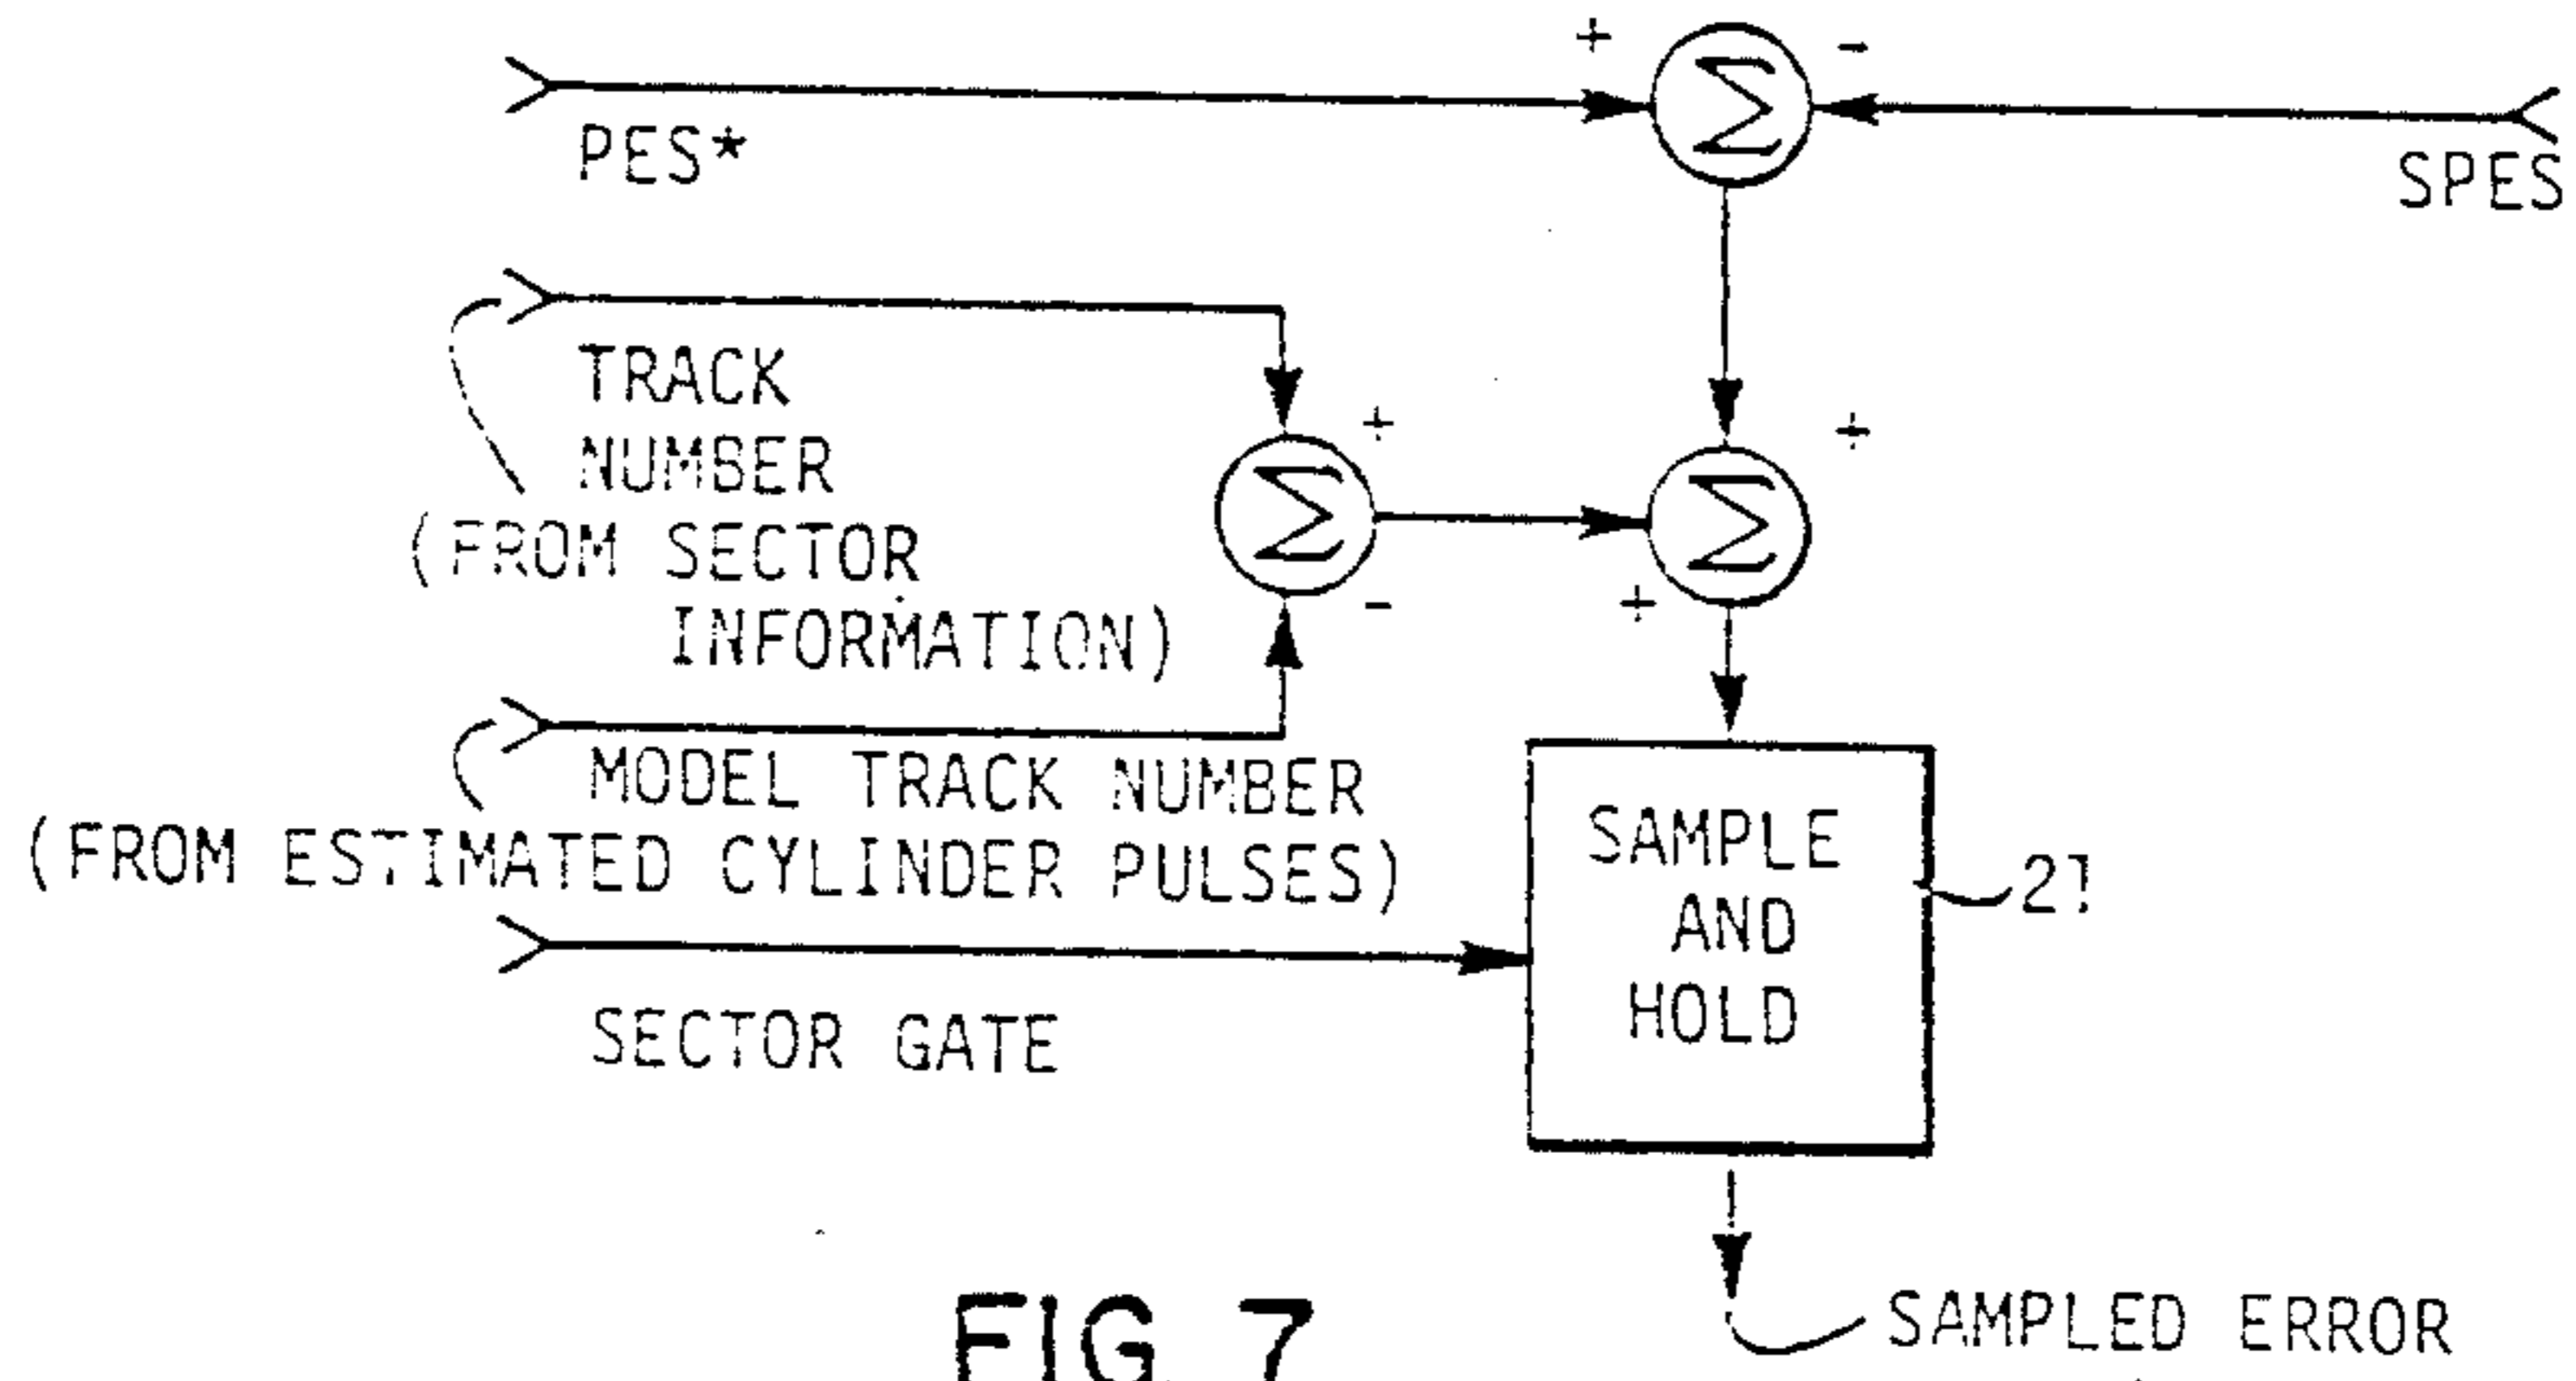 + Σ -
PES*
SPES
TRACK
NUMBER
(FROM SECTOR
INFORMATION)
+
Σ
-
+
Σ
+
MODEL TRACK NUMBER
(FROM ESTIMATED CYLINDER PULSES)
SECTOR GATE
SAMPLE
AND
HOLD
21
SAMPLED ERROR
FIG. 7